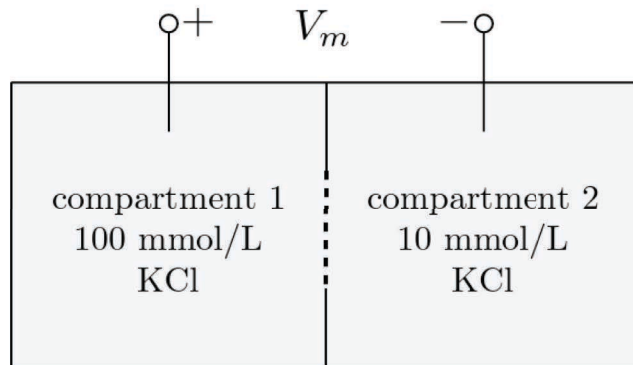 + V_m −
compartment 1
100 mmol/L
KCl
compartment 2
10 mmol/L
KCl